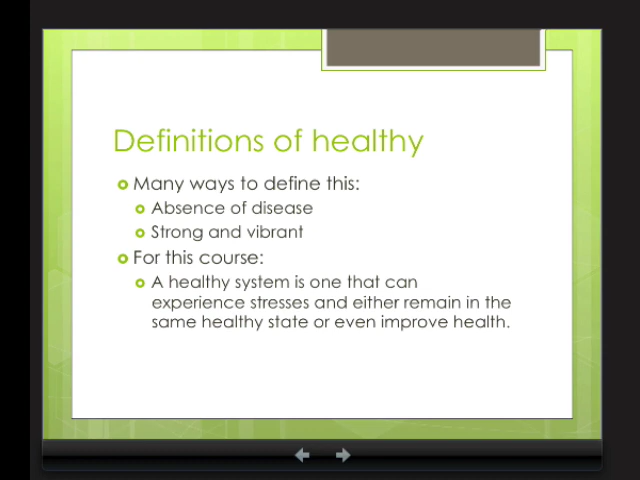 Definitions of healthy
Many ways to define this:
Absence of disease
Strong and vibrant
For this course:
A healthy system is one that can
experience stresses and either remain in the
same healthy state or even improve health.